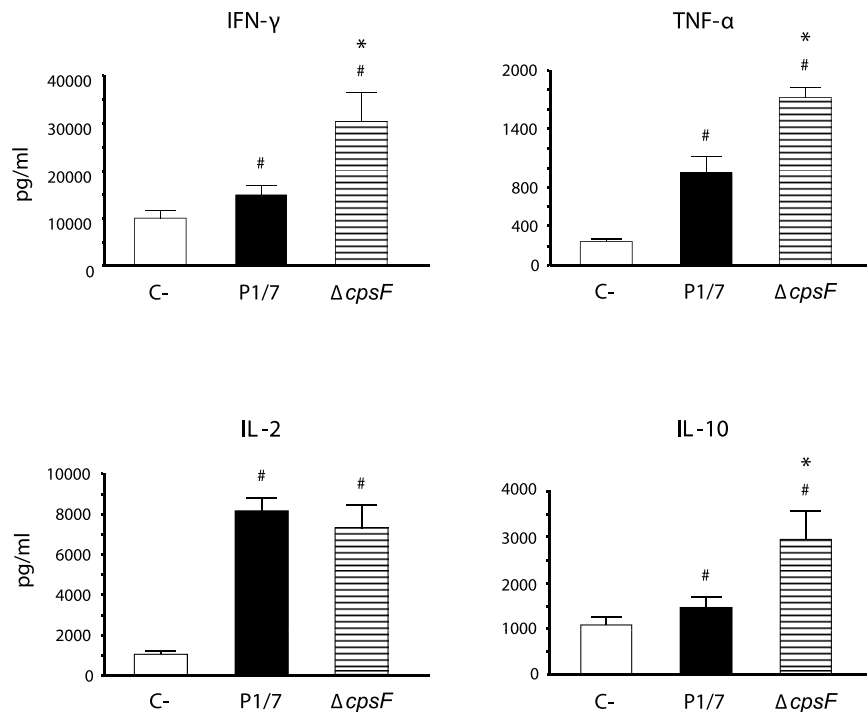 IFN-γ
*
#
#
40000
30000
20000
10000
0
pg/ml
C-
P1/7
ΔcpsF
TNF-α
*
#
#
2000
1400
800
400
0
C-
P1/7
ΔcpsF
IL-2
#
#
10000
8000
6000
4000
2000
0
pg/ml
C-
P1/7
ΔcpsF
IL-10
*
#
#
4000
3000
2000
1000
0
C-
P1/7
ΔcpsF